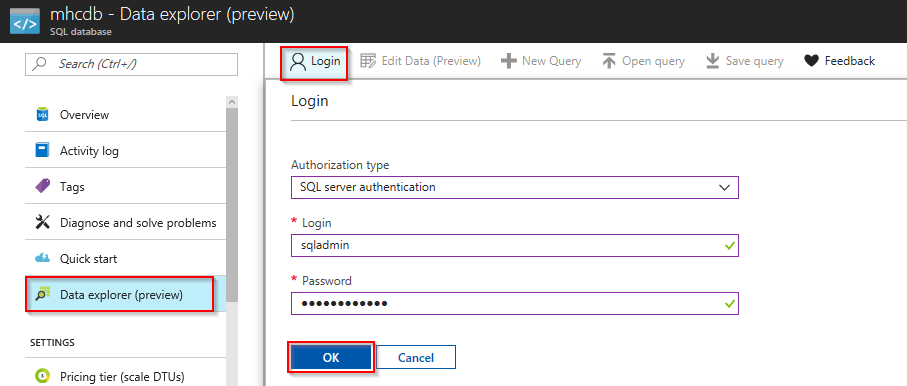 mhcdb - Data explorer (preview)
SQL database
Search (Ctrl+/)
Overview
Activity log
Tags
Diagnose and solve problems
Quick start
Data explorer (preview)
SETTINGS
Pricing tier (scale DTUs)
Login
Edit Data (Preview)
New Query
Open query
Save query
Feedback
Login
Authorization type
SQL server authentication
* Login
sqladmin
* Password
●●●●●●●●●●●●
OK
Cancel